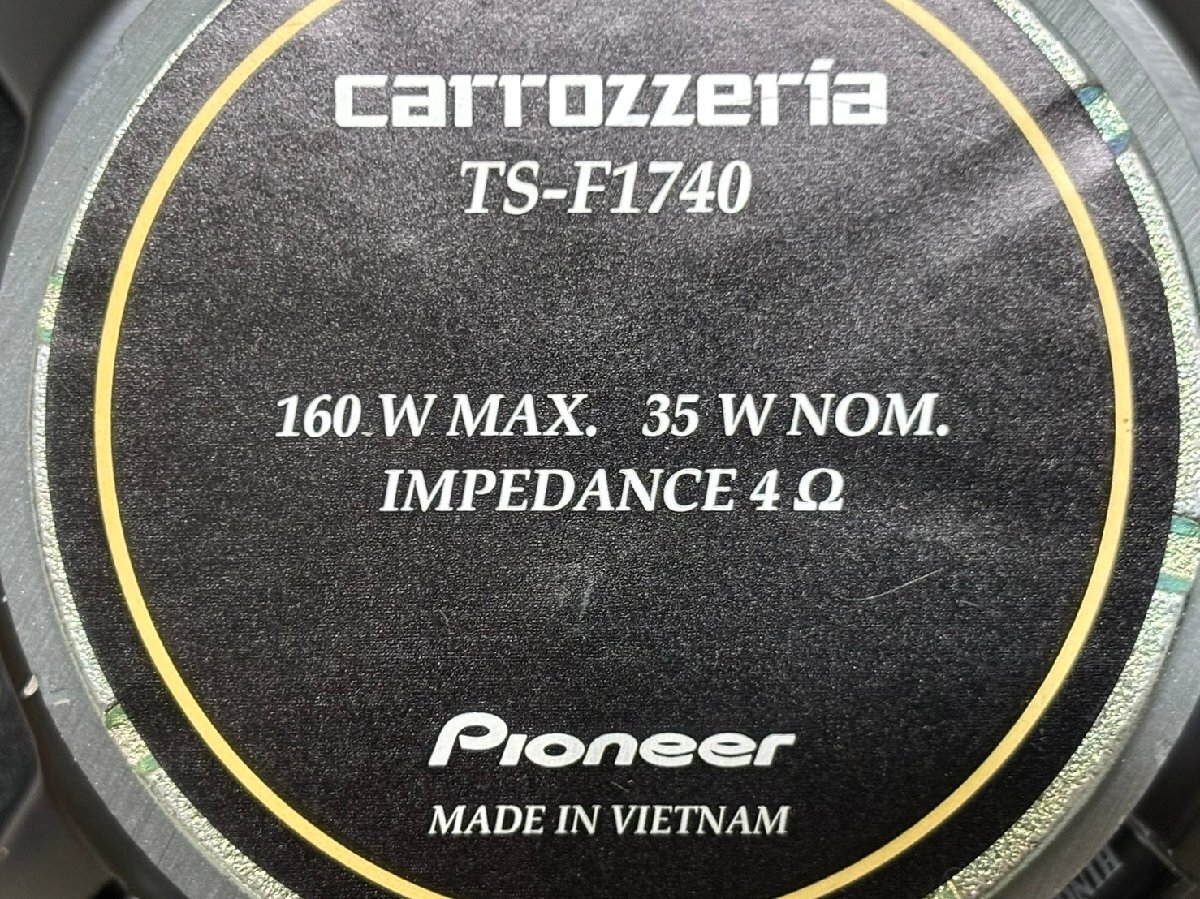 carrozzeria
TS-F1740
160 W MAX. 35 W NOM.
IMPEDANCE 4 Ω
Pioneer
MADE IN VIETNAM